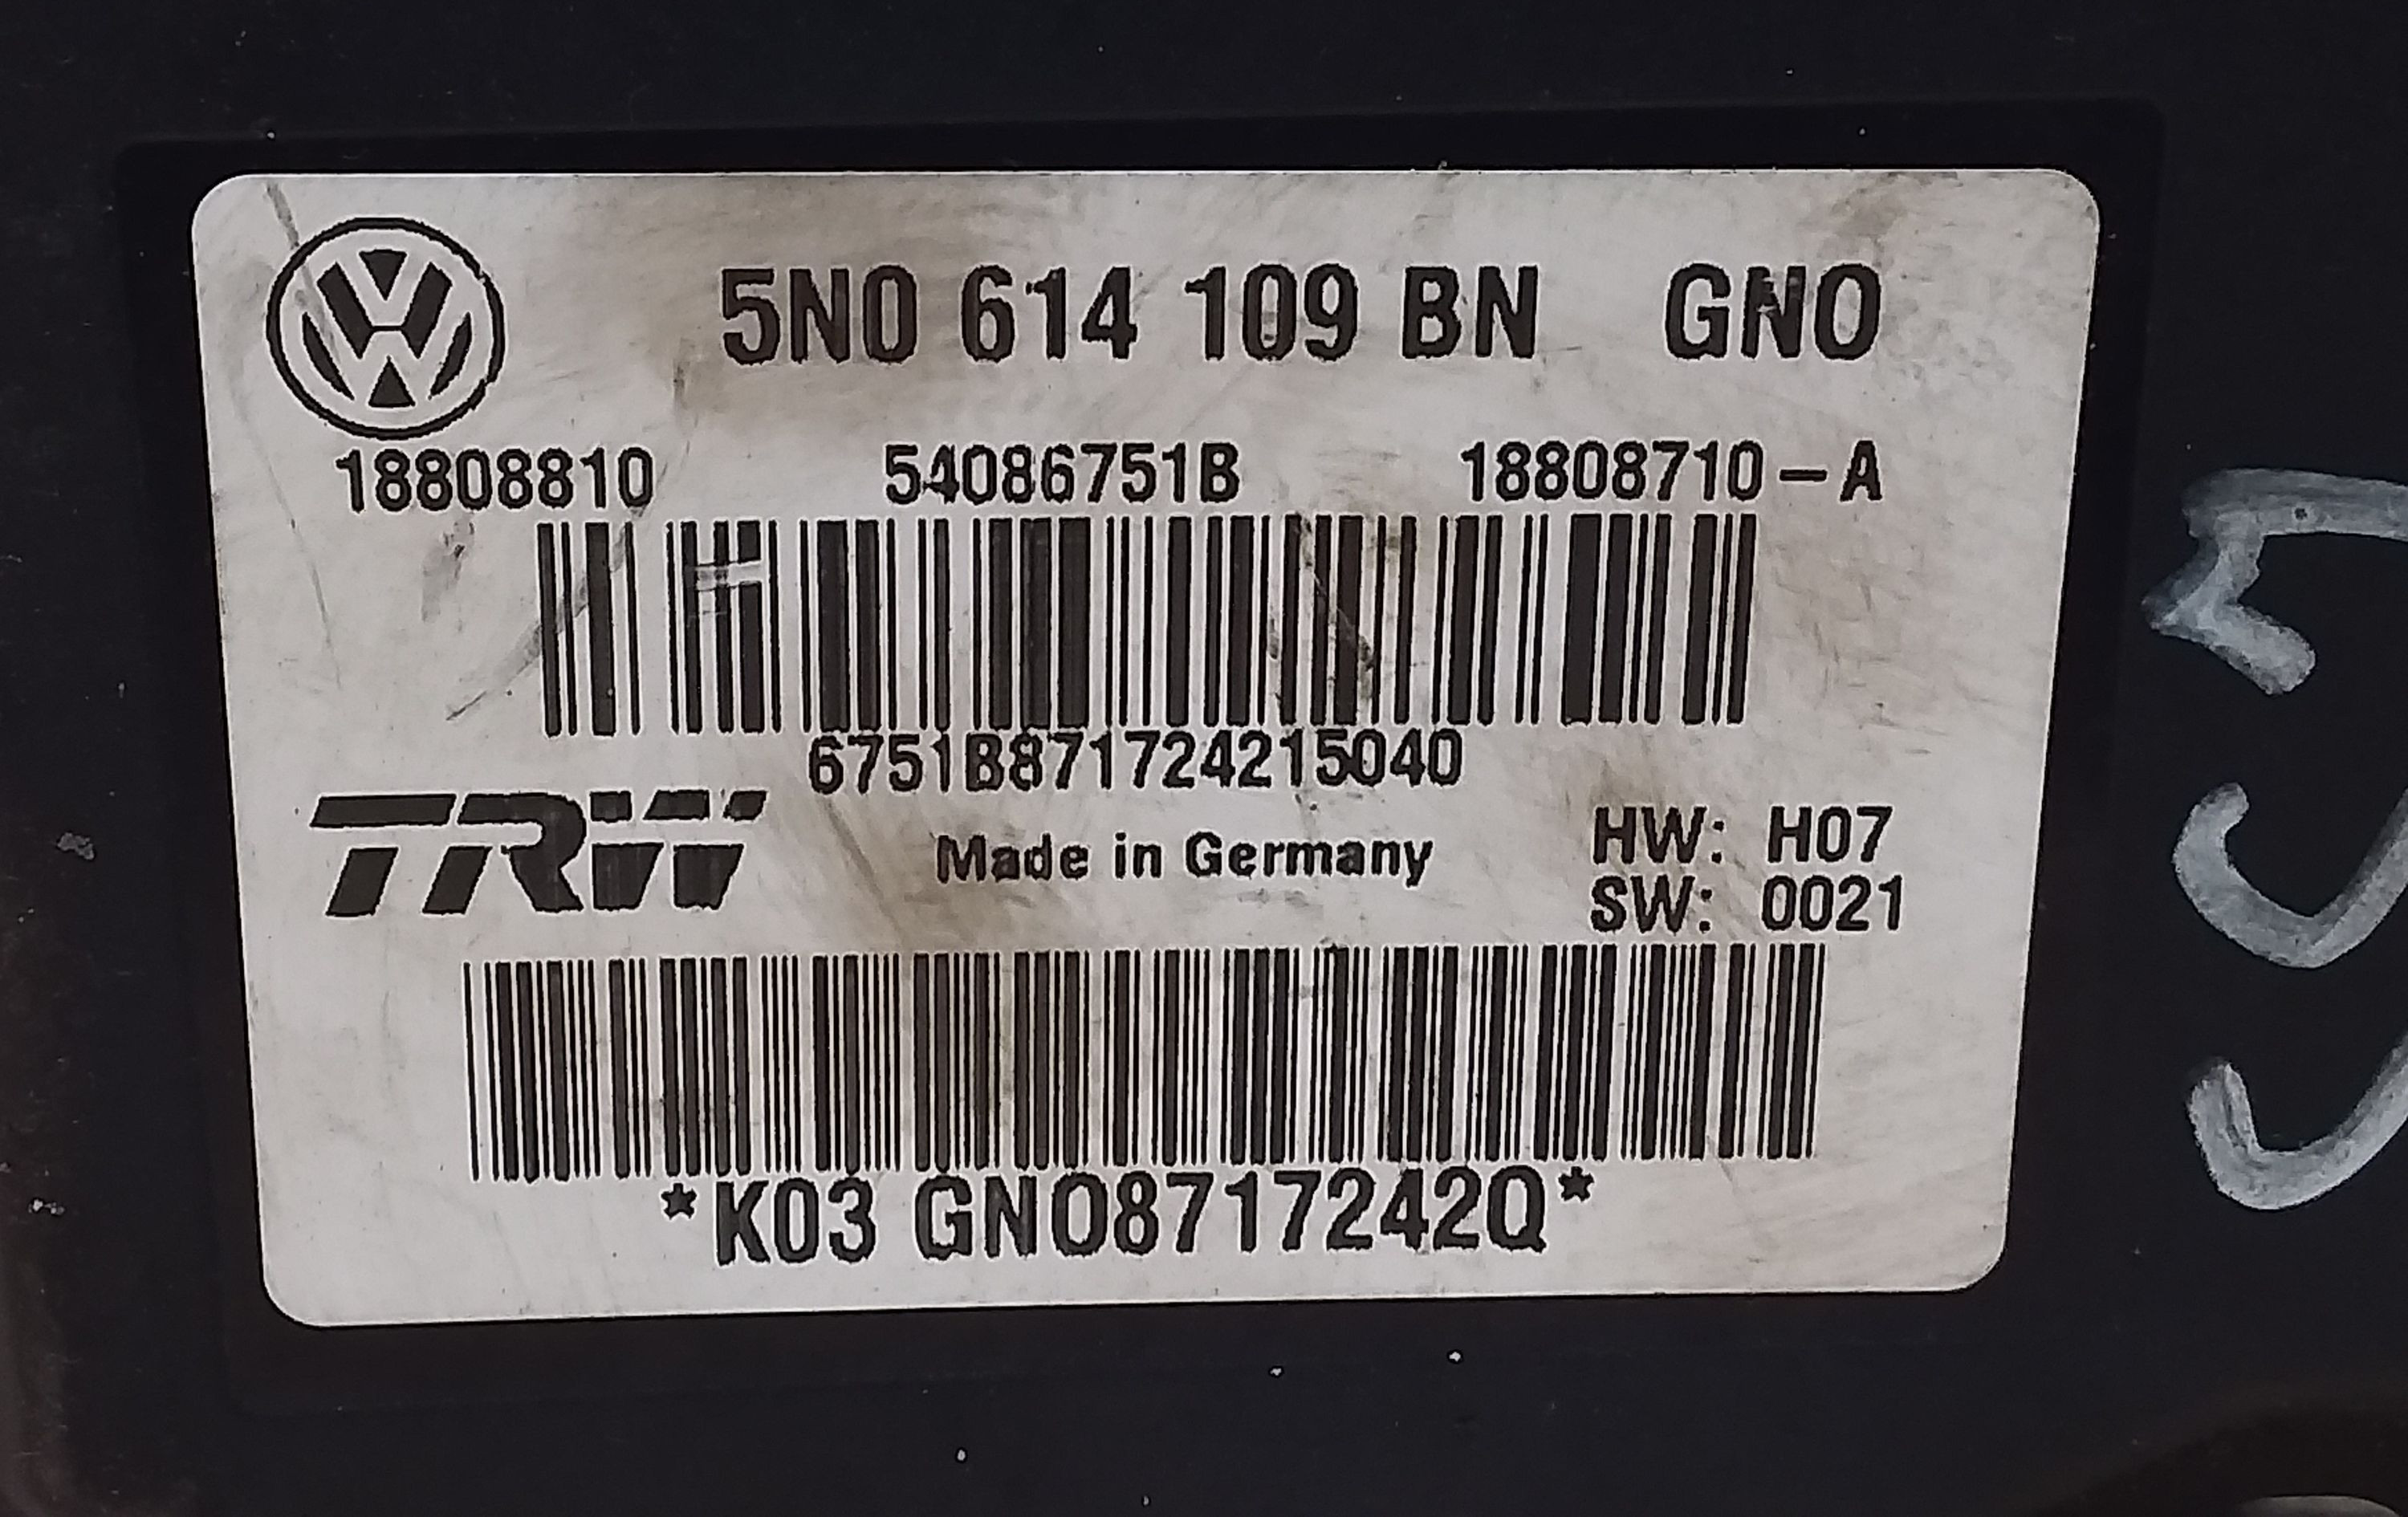 5N0 614 109 BN GNO
18808810 54086751B 18808710-A
6751B871724215040
TRW
Made in Germany
HW: H07
SW: 0021
*K03 GNO8717242Q*